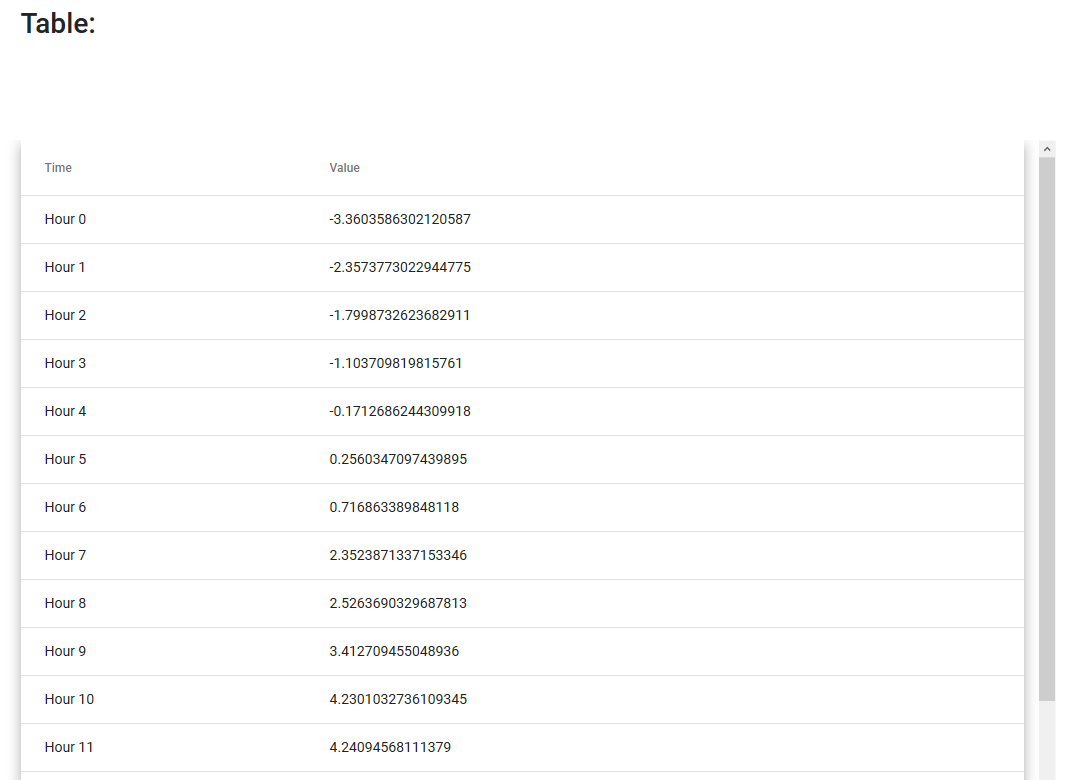 Table:
Time Value
Hour 0 -3.3603586302120587
Hour 1 -2.3573773022944775
Hour 2 -1.7998732623682911
Hour 3 -1.103709819815761
Hour 4 -0.1712686244309918
Hour 5 0.2560347097439895
Hour 6 0.716863389848118
Hour 7 2.3523871337153346
Hour 8 2.5263690329687813
Hour 9 3.412709455048936
Hour 10 4.2301032736109345
Hour 11 4.24094568111379